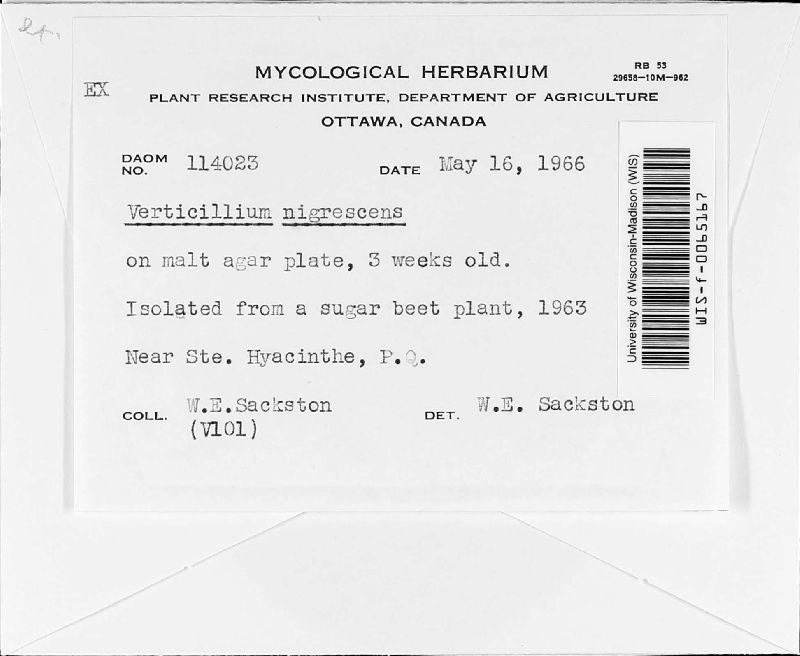 RB 53
29658—10M—962
EX
MYCOLOGICAL HERBARIUM
PLANT RESEARCH INSTITUTE, DEPARTMENT OF AGRICULTURE
OTTAWA, CANADA
DAOM NO. 114023 DATE May 16, 1966
Verticillium nigrescens
on malt agar plate, 3 weeks old.
Isolated from a sugar beet plant, 1963
Near Ste. Hyacinthe, P.Q.
COLL. W.E.Sackston DET. W.E. Sackston
(V101)
University of Wisconsin-Madison (WIS)
WIS-f-0065167